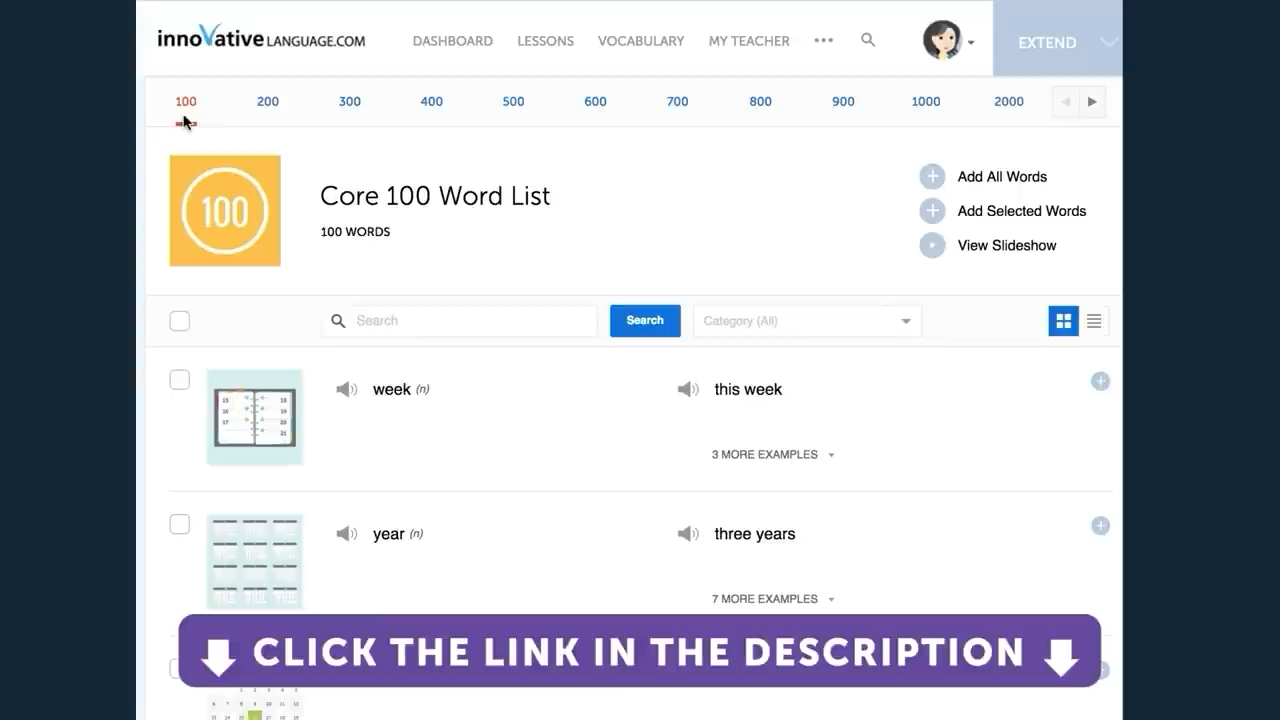 innoVative LANGUAGE.COM
DASHBOARD LESSONS VOCABULARY MY TEACHER ••• EXTEND
100 200 300 400 500 600 700 800 900 1000 2000
100
Core 100 Word List
100 WORDS
Add All Words
Add Selected Words
View Slideshow
Search Search Category (All)
week (n) this week
3 MORE EXAMPLES
year (n) three years
7 MORE EXAMPLES
CLICK THE LINK IN THE DESCRIPTION